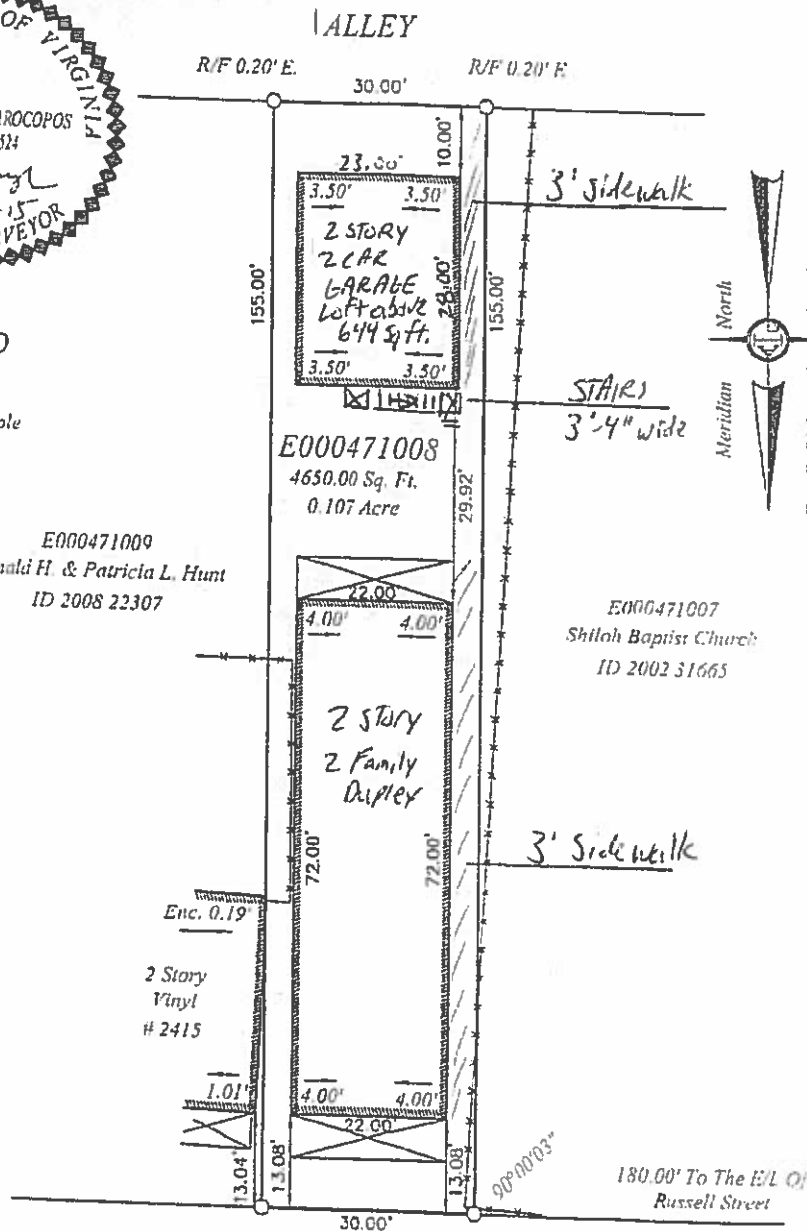 ALLEY
OF VIRGINIA
R/F 0.20' E.
R/F 0.20' E.
30.00'
ROCOPOS
10.00'
23.00'
3' sidewalk
3.50' 3.50'
2 STORY
2 CAR
GARAGE
Loft above
644 Sq ft.
28.00'
155.00'
155.00'
3.50' 3.50'
North
Meridian
STAIRS
3'-4" wide
E000471008
4650.00 Sq. Ft.
0.107 Acre
29.92'
E000471009
ald H. & Patricia L. Hunt
ID 2008 22307
22.00
4.00' 4.00'
E000471007
Shiloh Baptist Church
ID 2002 31665
2 Story
2 Family
Duplex
72.00'
72.00'
3' Sidewalk
Enc. 0.19'
2 Story
Vinyl
# 2415
1.01'
4.00' 4.00'
22.00'
13.04'
13.08'
13.08'
90°00'03"
180.00' To The E/L Of
Russell Street
30.00'